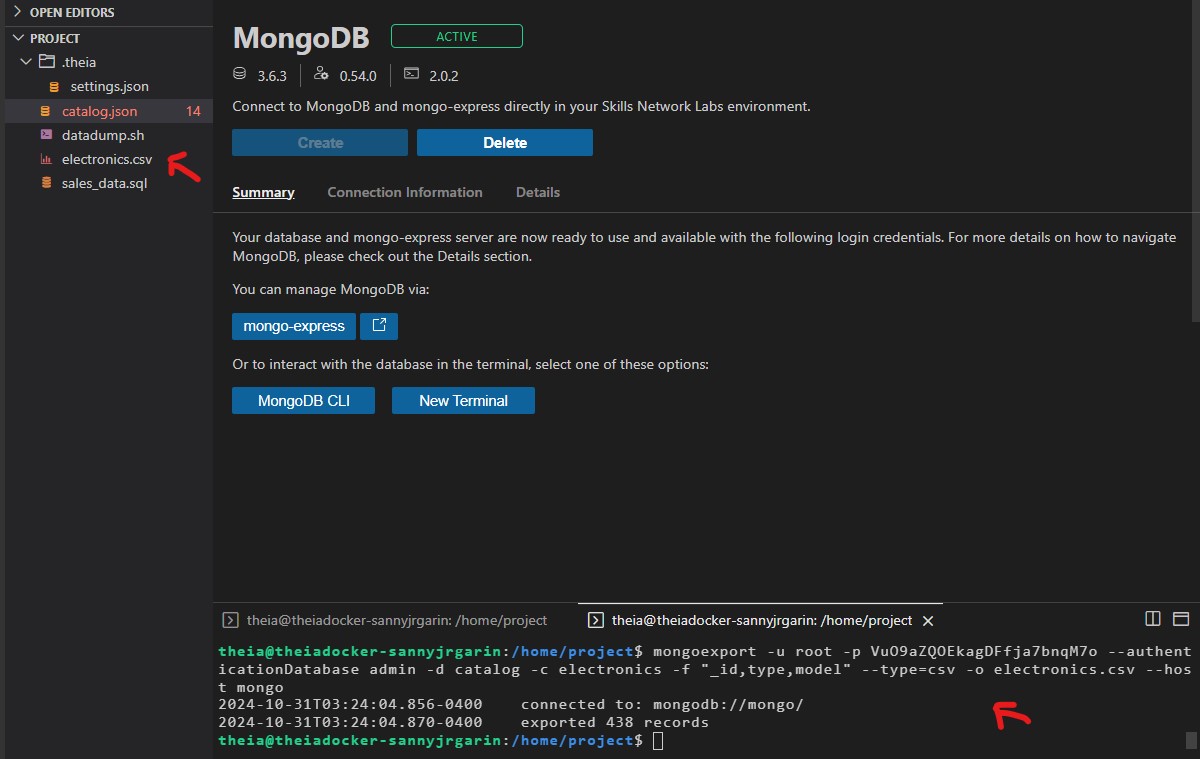 OPEN EDITORS
PROJECT
.theia
settings.json
catalog.json 14
datadump.sh
electronics.csv
sales_data.sql
MongoDB ACTIVE
3.6.3 0.54.0 2.0.2
Connect to MongoDB and mongo-express directly in your Skills Network Labs environment.
Create Delete
Summary Connection Information Details
Your database and mongo-express server are now ready to use and available with the following login credentials. For more details on how to navigate
MongoDB, please check out the Details section.
You can manage MongoDB via:
mongo-express
Or to interact with the database in the terminal, select one of these options:
MongoDB CLI New Terminal
theia@theiadocker-sannyjrgarin: /home/project theia@theiadocker-sannyjrgarin: /home/project
theia@theiadocker-sannyjrgarin:/home/project$ mongoexport -u root -p VuO9aZQOEkagDFfja7bnqM7o --authent
icationDatabase admin -d catalog -c electronics -f "_id,type,model" --type=csv -o electronics.csv --hos
t mongo
2024-10-31T03:24:04.856-0400 connected to: mongodb://mongo/
2024-10-31T03:24:04.870-0400 exported 438 records
theia@theiadocker-sannyjrgarin:/home/project$